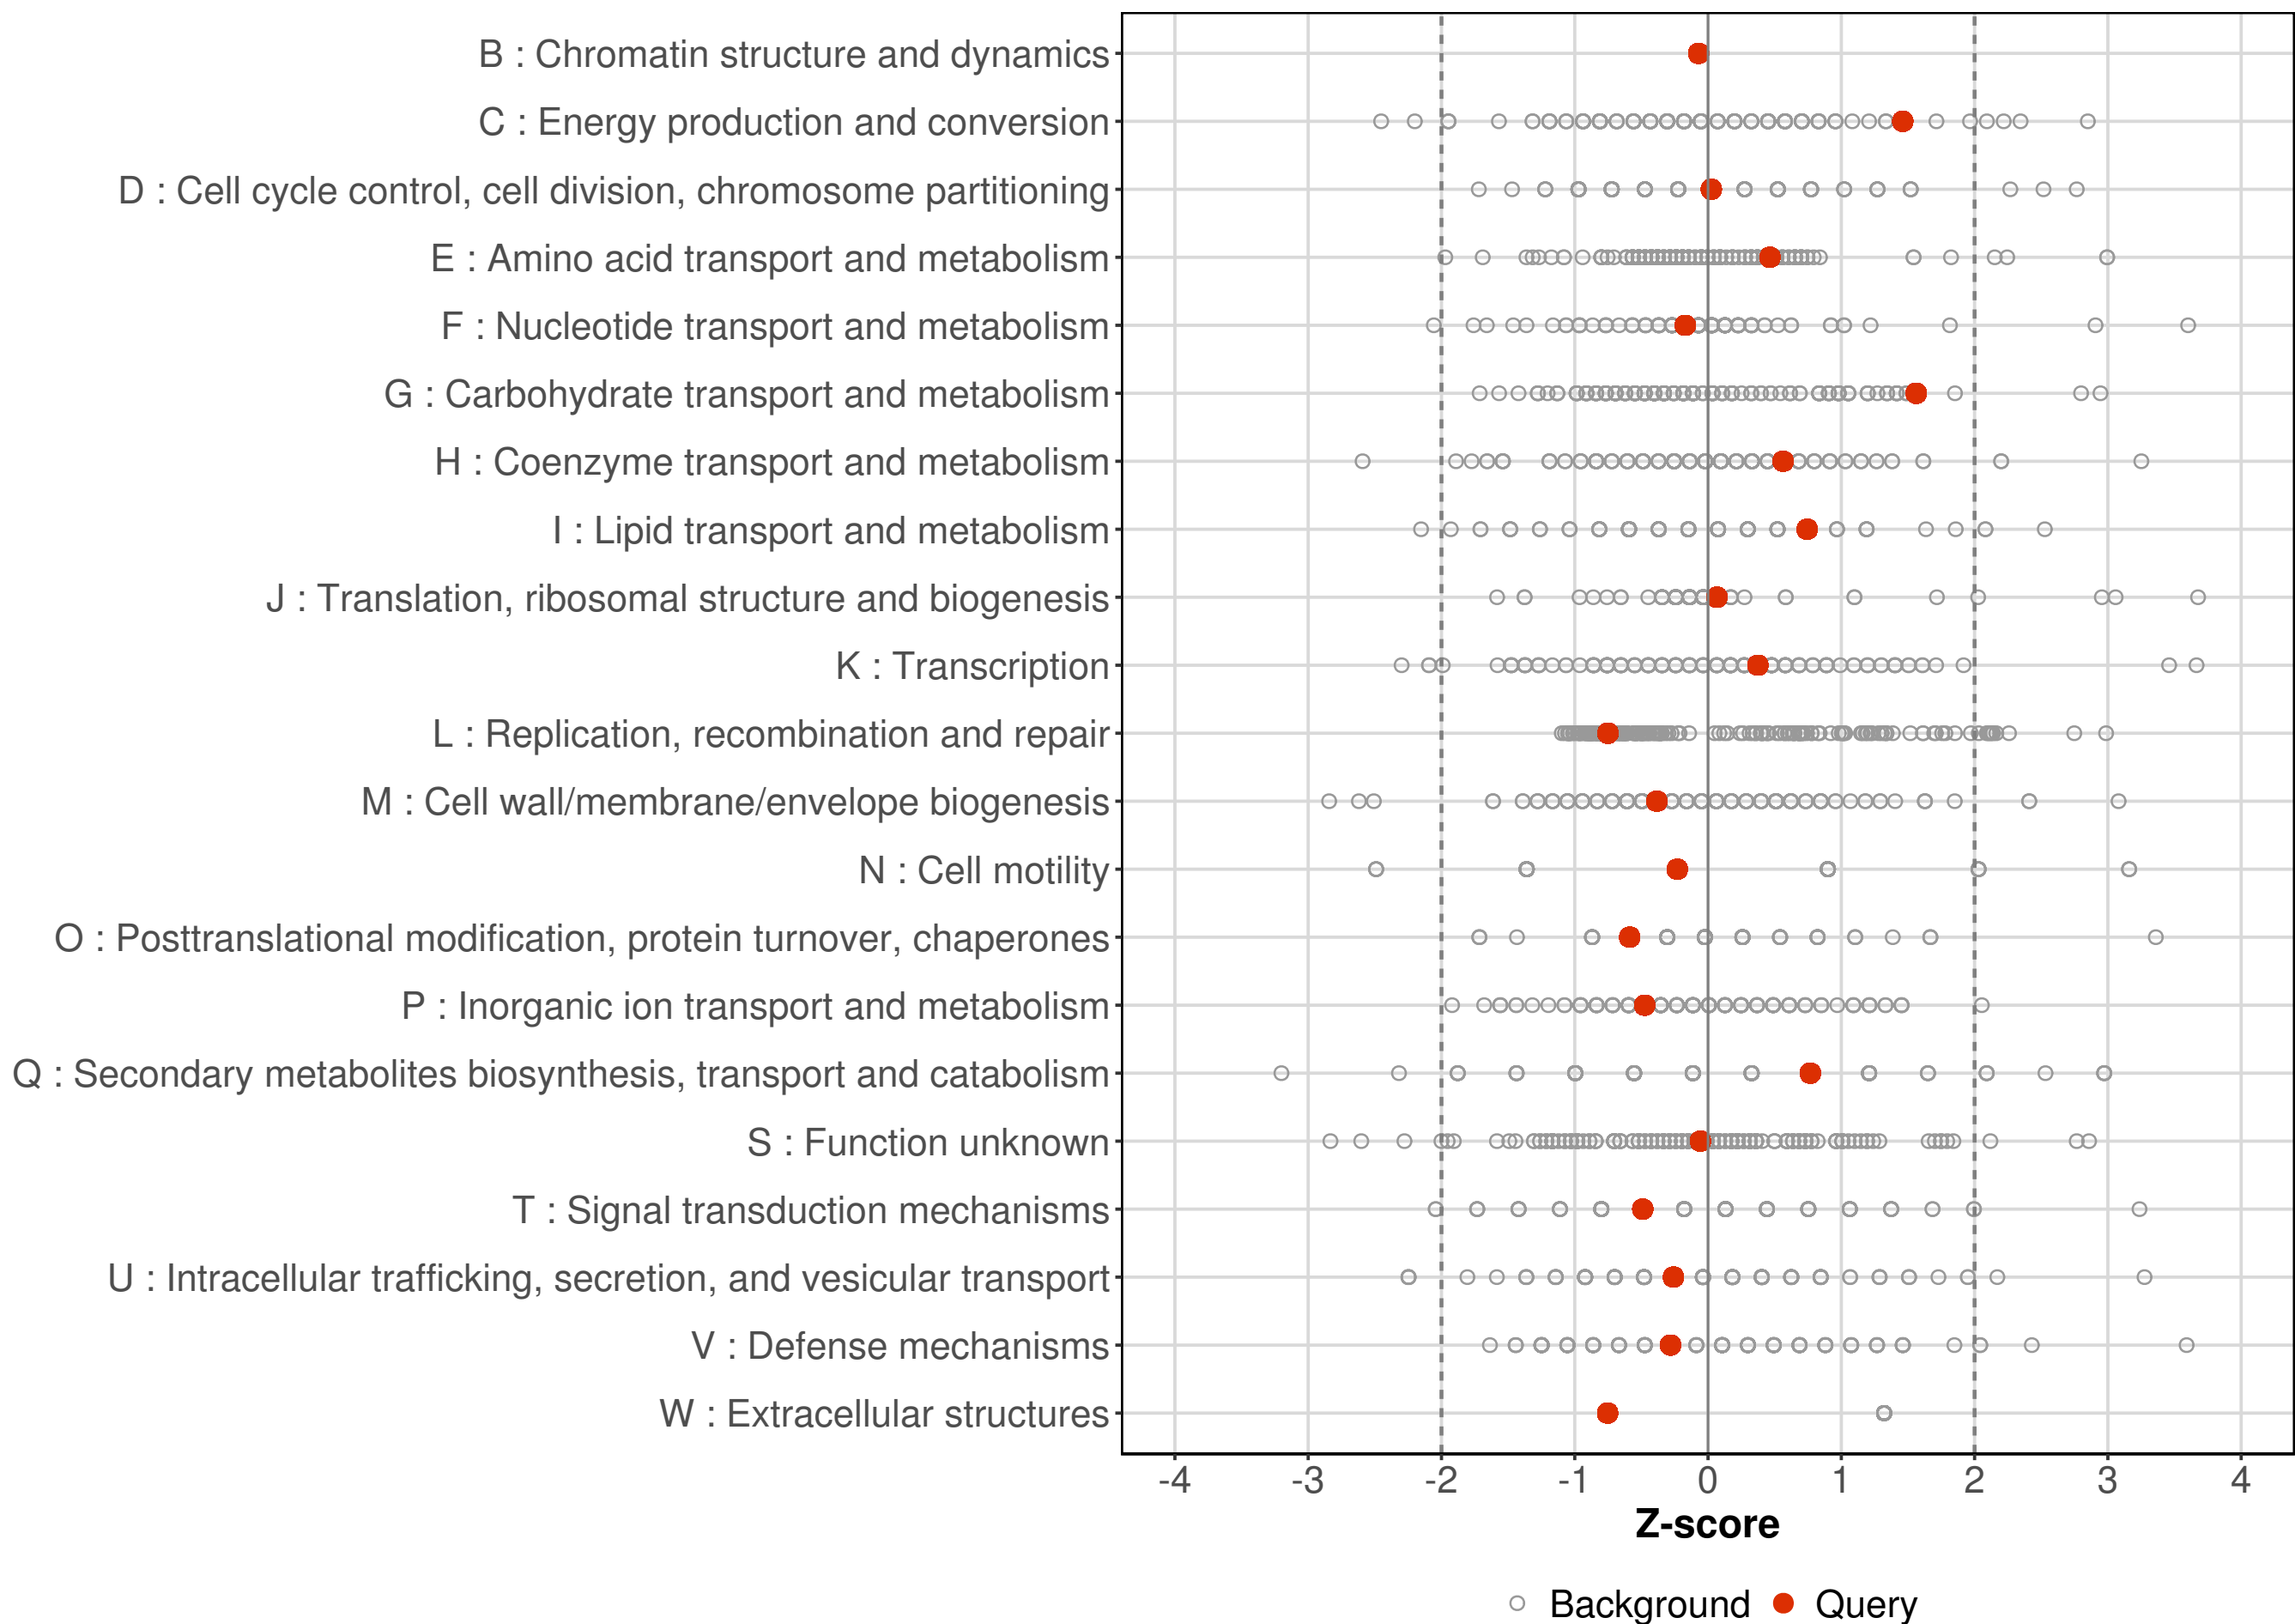 B : Chromatin structure and dynamics
C : Energy production and conversion
D : Cell cycle control, cell division, chromosome partitioning
E : Amino acid transport and metabolism
F : Nucleotide transport and metabolism
G : Carbohydrate transport and metabolism
H : Coenzyme transport and metabolism
I : Lipid transport and metabolism
J : Translation, ribosomal structure and biogenesis
K : Transcription
L : Replication, recombination and repair
M : Cell wall/membrane/envelope biogenesis
N : Cell motility
O : Posttranslational modification, protein turnover, chaperones
P : Inorganic ion transport and metabolism
Q : Secondary metabolites biosynthesis, transport and catabolism
S : Function unknown
T : Signal transduction mechanisms
U : Intracellular trafficking, secretion, and vesicular transport
V : Defense mechanisms
W : Extracellular structures
-4 -3 -2 -1 0 1 2 3 4
Z-score
Background Query